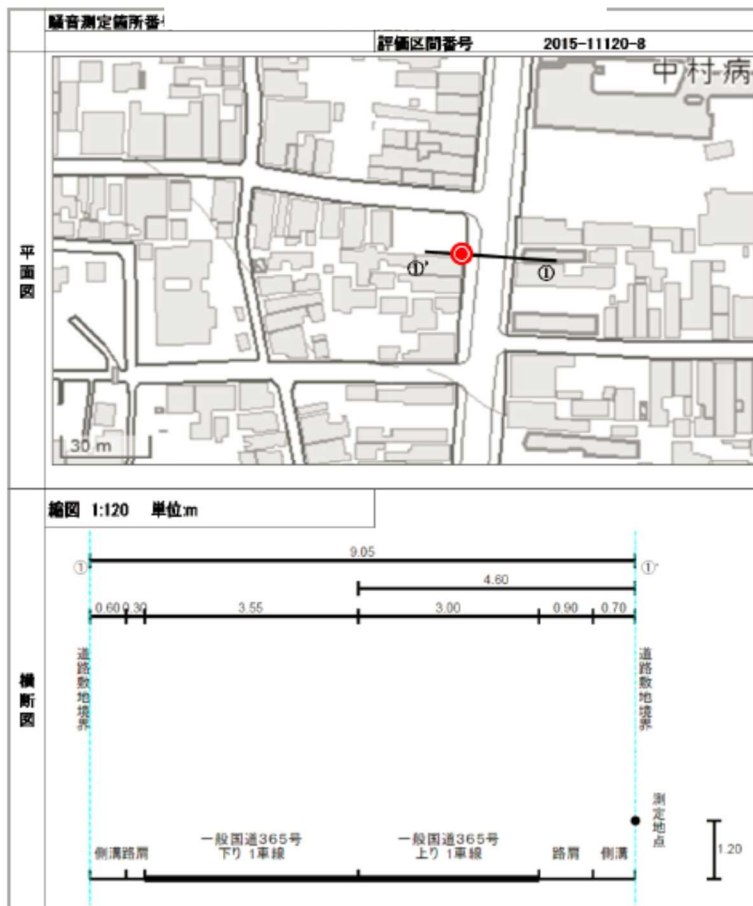 騒音測定箇所番
評価区間番号 2015-11120-8
平面図
中村病
①' ①
30 m
横断図
縮図 1:120 単位:m
9.05
① ①'
4.60
0.60 0.30 3.55 3.00 0.90 0.70
道路敷地境界 道路敷地境界
測定地点
1.20
側溝 路肩 一般国道365号 一般国道365号 路肩 側溝
下り 1車線 上り 1車線